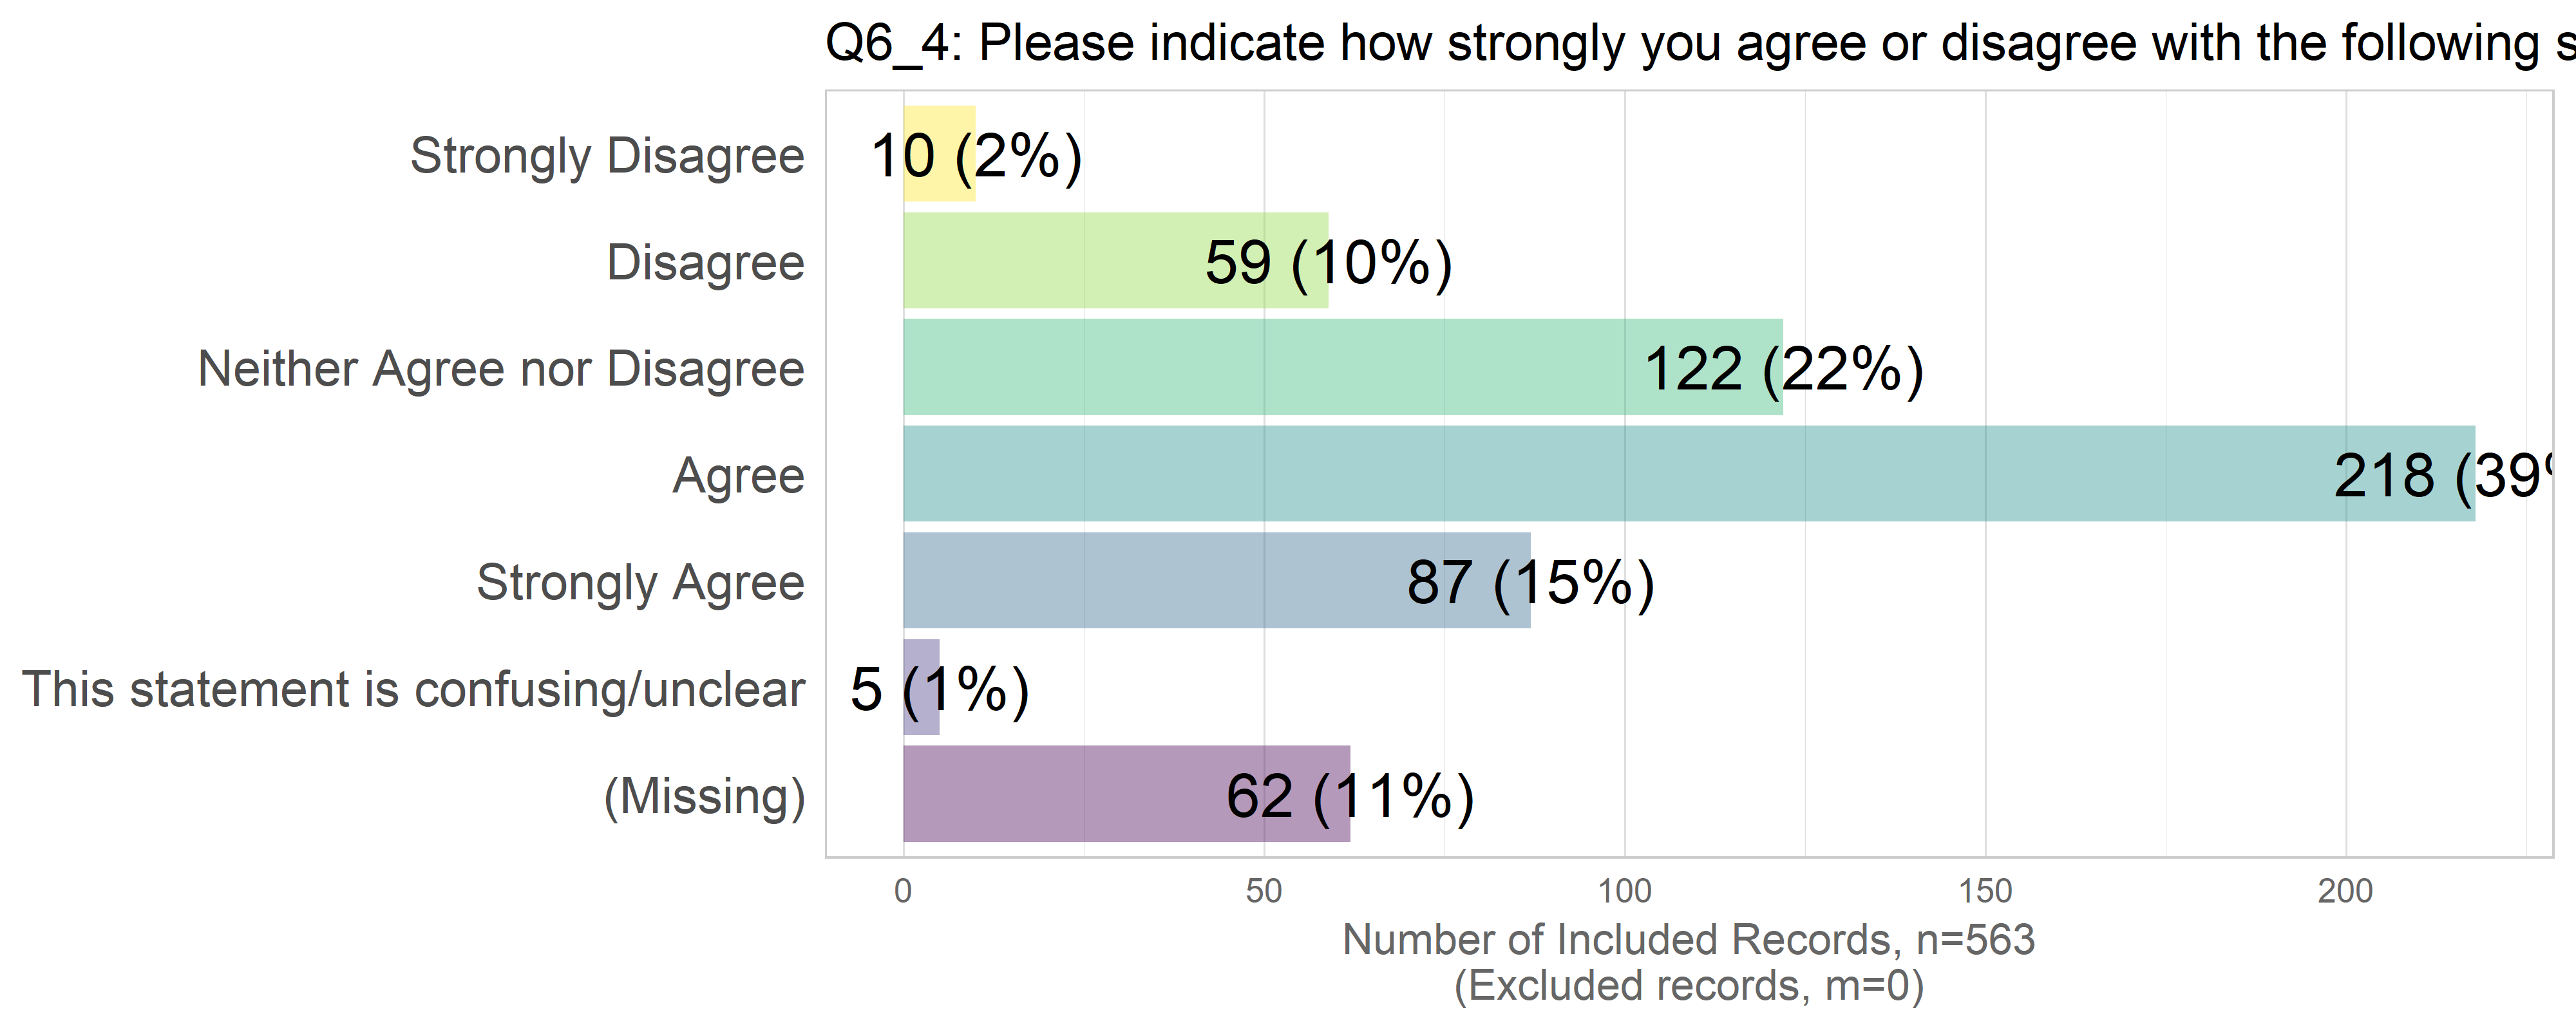 Q6_4: Please indicate how strongly you agree or disagree with the following
Strongly Disagree 10 (2%)
Disagree 59 (10%)
Neither Agree nor Disagree 122 (22%)
Agree 218 (39
Strongly Agree 87 (15%)
This statement is confusing/unclear 5 (1%)
(Missing) 62 (11%)
0 50 100 150 200
Number of Included Records, n=563
(Excluded records, m=0)